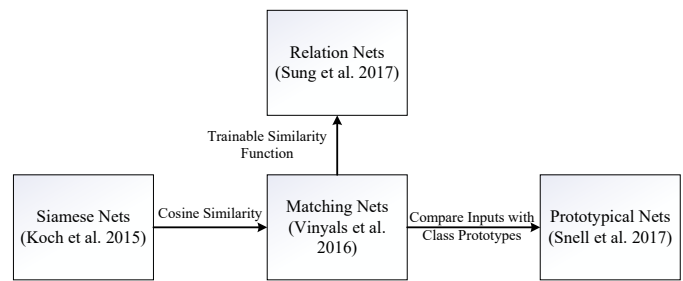 Relation Nets
(Sung et al. 2017)
Trainable Similarity
Function
Siamese Nets
(Koch et al. 2015)
Cosine Similarity
Matching Nets
(Vinyals et al.
2016)
Compare Inputs with
Class Prototypes
Prototypical Nets
(Snell et al. 2017)